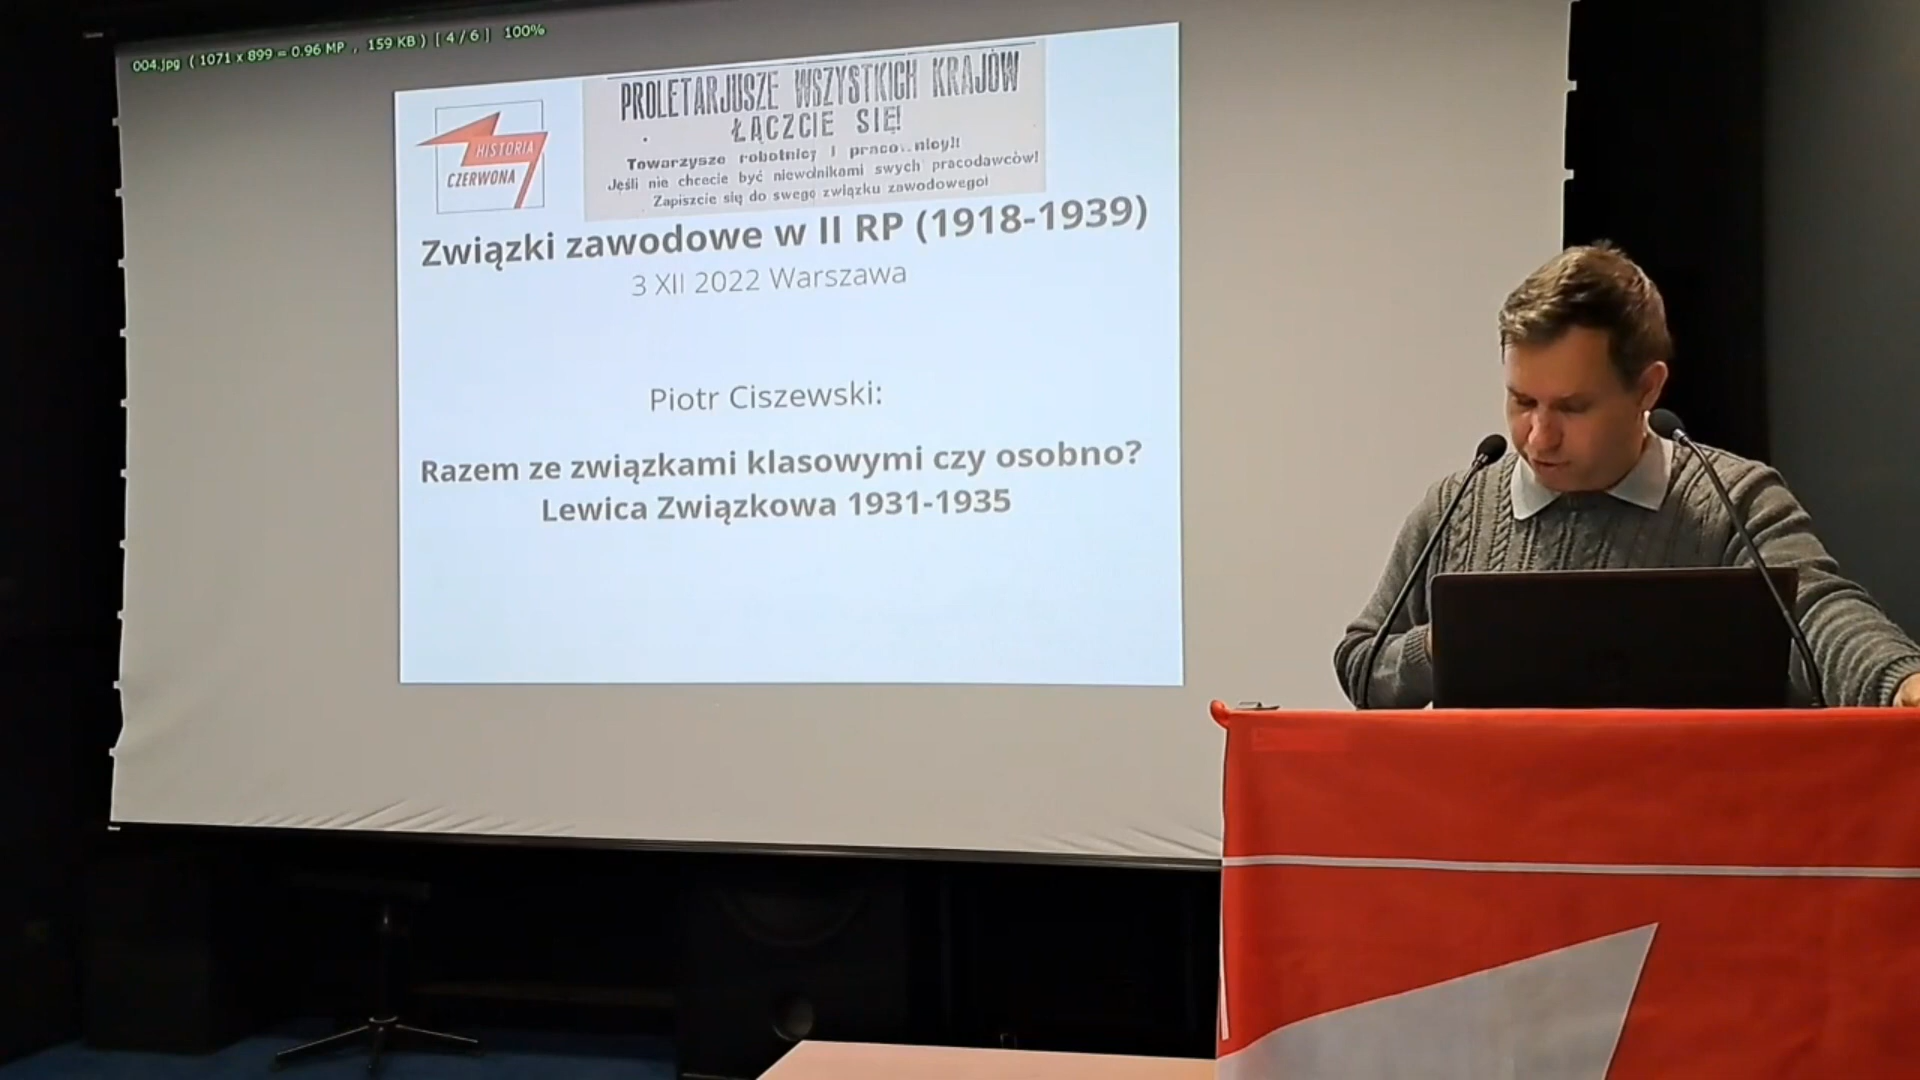 004.jpg ( 1071 x 899 = 0.96 MP , 159 KB ) [ 4 / 6 ] 100%
HISTORIA
CZERWONA
PROLETARJUSZE WSZYSTKICH KRAJÓW
ŁĄCZCIE SIĘ!
Towarzysze robotnicy i praco..nicy!!
Jeśli nie chcecie być niewolnikami swych pracodawców!
Zapiszcie się do swego związku zawodowego!
Związki zawodowe w II RP (1918-1939)
3 XII 2022 Warszawa
Piotr Ciszewski:
Razem ze związkami klasowymi czy osobno?
Lewica Związkowa 1931-1935